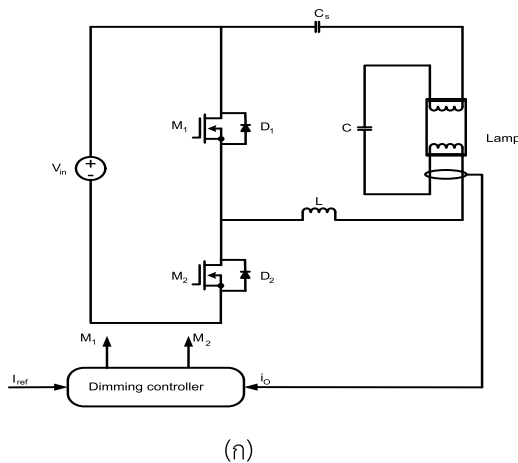 Cs
M1
D1
C
Lamp
Vin
+
-
L
M2
D2
M1
M2
Iref
Dimming controller
iO
(ก)